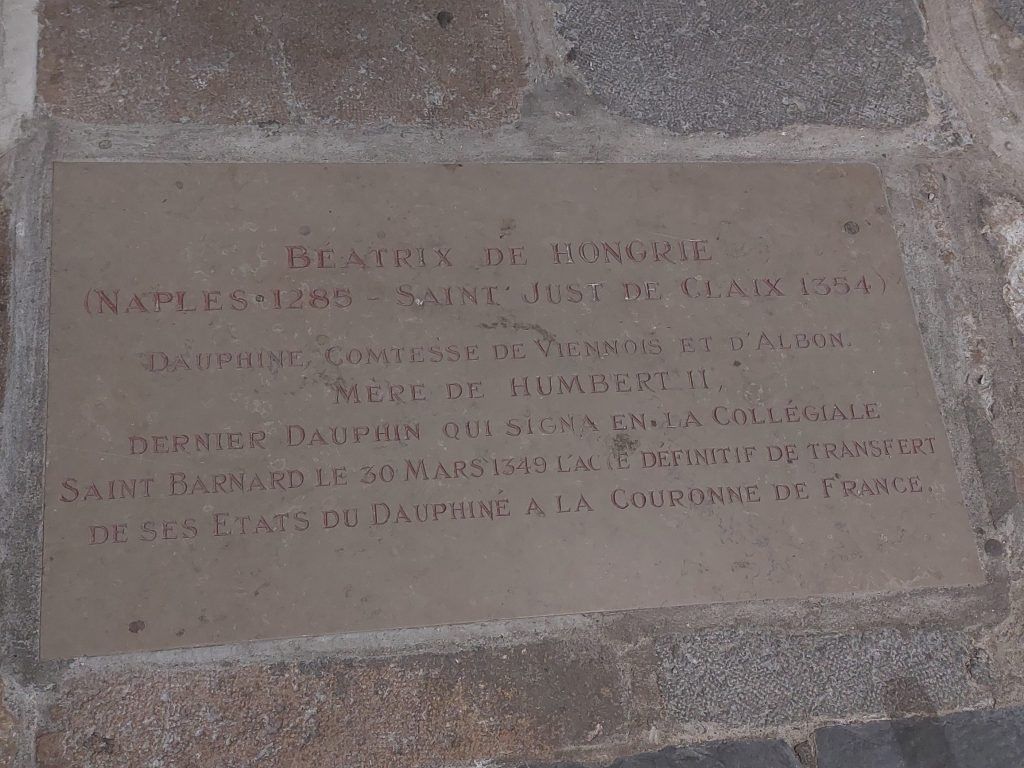 BÉATRIX DE HONGRIE
(NAPLES 1285 - SAINT JUST DE CLAIX 1354)
DAUPHINE, COMTESSE DE VIENNOIS ET D'ALBON.
MÈRE DE HUMBERT II,
DERNIER DAUPHIN QUI SIGNA EN LA COLLÉGIALE
SAINT BARNARD LE 30 MARS 1349 L'ACTE DÉFINITIF DE TRANSFERT
DE SES ETATS DU DAUPHINÉ A LA COURONNE DE FRANCE.